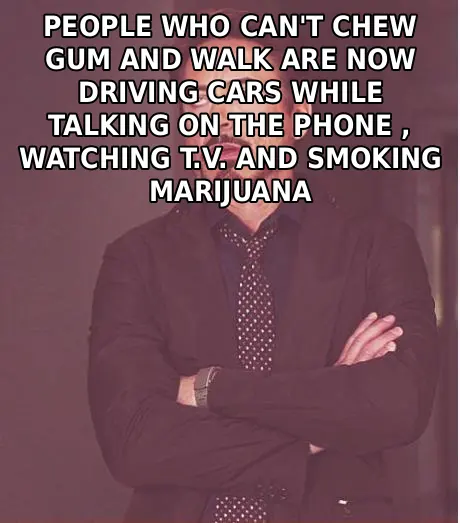 PEOPLE WHO CAN'T CHEW
GUM AND WALK ARE NOW
DRIVING CARS WHILE
TALKING ON THE PHONE ,
WATCHING T.V. AND SMOKING
MARIJUANA